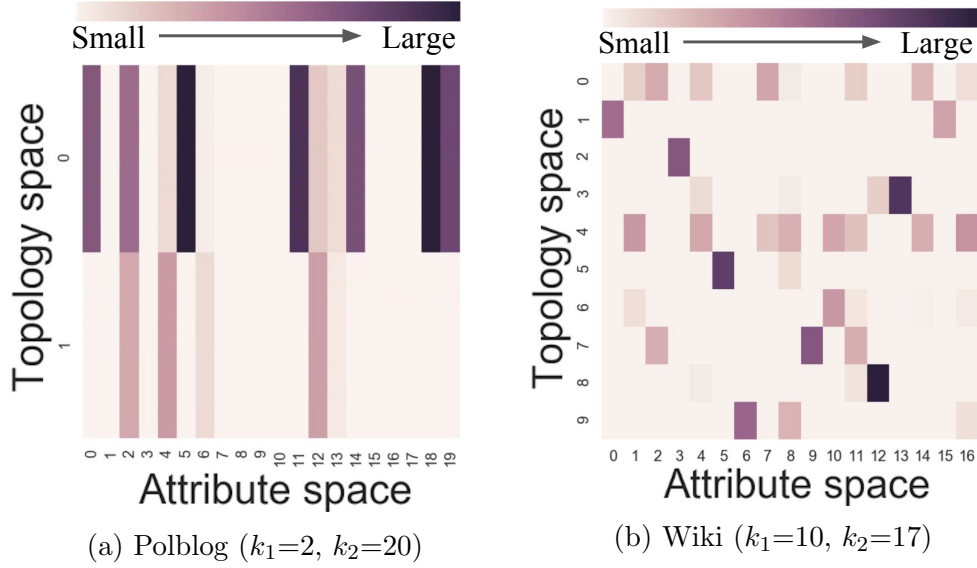 Small Large
Topology space
0
1
0 1 2 3 4 5 6 7 8 9 10 11 12 13 14 15 16 17 18 19
Attribute space
(a) Polblog (k₁=2, k₂=20)
Small Large
Topology space
0
1
2
3
4
5
6
7
8
9
0 1 2 3 4 5 6 7 8 9 10 11 12 13 14 15 16
Attribute space
(b) Wiki (k₁=10, k₂=17)